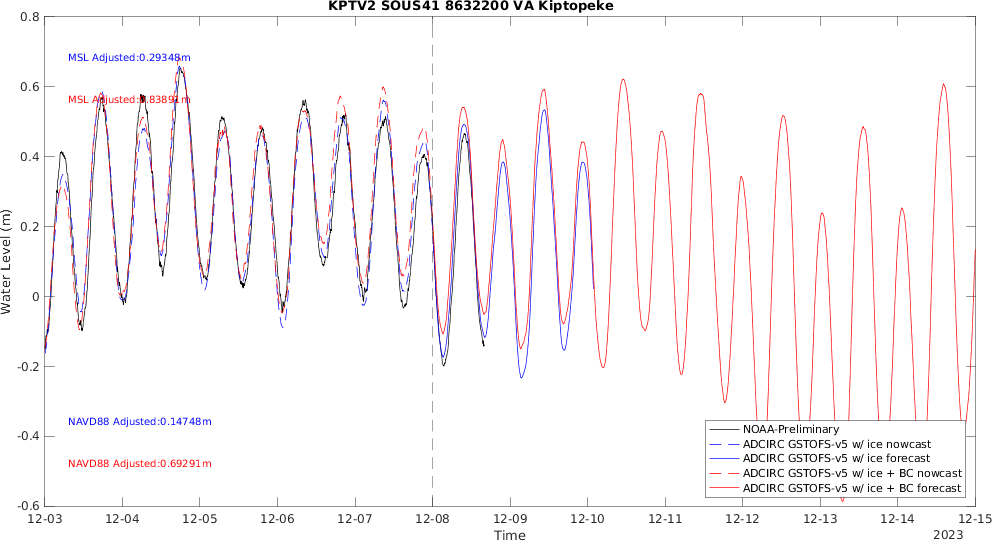 KPTV2 SOUS41 8632200 VA Kiptopeke
Water Level (m)
0.8
0.6
0.4
0.2
0
-0.2
-0.4
-0.6
MSL Adjusted:0.29348m
MSL Adjusted:0.83891m
NAVD88 Adjusted:0.14748m
NAVD88 Adjusted:0.69291m
NOAA-Preliminary
ADCIRC GSTOFS-v5 w/ ice nowcast
ADCIRC GSTOFS-v5 w/ ice forecast
ADCIRC GSTOFS-v5 w/ ice + BC nowcast
ADCIRC GSTOFS-v5 w/ ice + BC forecast
12-03 12-04 12-05 12-06 12-07 12-08 12-09 12-10 12-11 12-12 12-13 12-14 12-15
Time
2023